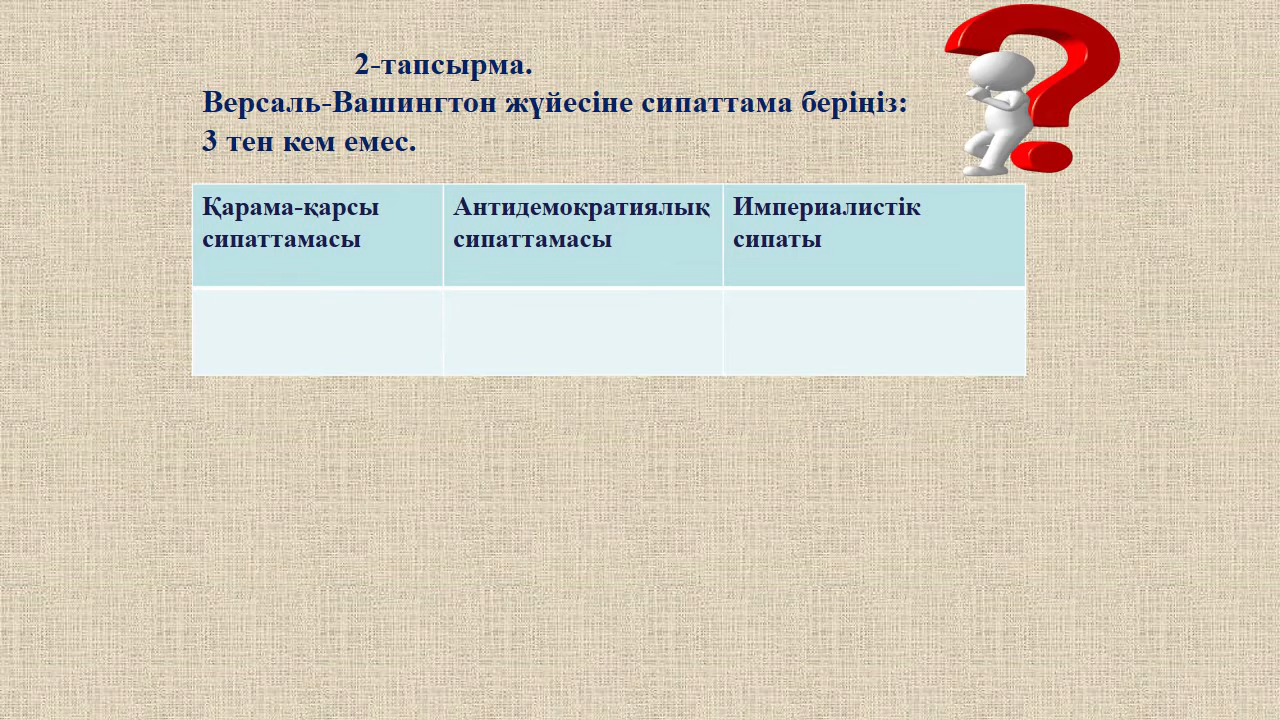 2-тапсырма.
Версаль-Вашингтон жүйесіне сипаттама беріңіз:
3 тен кем емес.
Қарама-қарсы
сипаттамасы
Антидемократиялық
сипаттамасы
Империалистік
сипаты